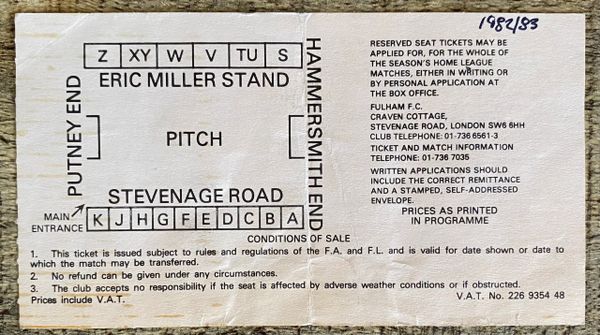 1982/83
Z XY W V TU S
ERIC MILLER STAND
PUTNEY END
PITCH
HAMMERSMITH END
STEVENAGE ROAD
MAIN
ENTRANCE
K J H G F E D C B A
RESERVED SEAT TICKETS MAY BE
APPLIED FOR, FOR THE WHOLE OF
THE SEASON'S HOME LEAGUE
MATCHES, EITHER IN WRITING OR
BY PERSONAL APPLICATION AT
THE BOX OFFICE.
FULHAM F.C.
CRAVEN COTTAGE,
STEVENAGE ROAD, LONDON SW6 6HH
CLUB TELEPHONE: 01-736 6561-3
TICKET AND MATCH INFORMATION
TELEPHONE: 01-736 7035
WRITTEN APPLICATIONS SHOULD
INCLUDE THE CORRECT REMITTANCE
AND A STAMPED, SELF-ADDRESSED
ENVELOPE.
PRICES AS PRINTED
IN PROGRAMME
CONDITIONS OF SALE
1. This ticket is issued subject to rules and regulations of the F.A. and F.L. and is valid for date shown or date to
which the match may be transferred.
2. No refund can be given under any circumstances.
3. The club accepts no responsibility if the seat is affected by adverse weather conditions or if obstructed.
Prices include V.A.T. V.A.T. No. 226 9354 48